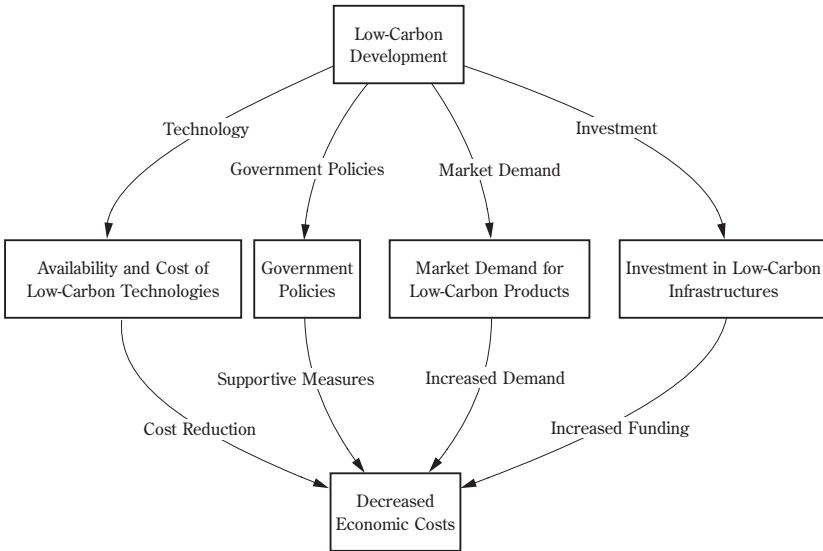 Low-Carbon
Development
Technology
Investment
Government Policies
Market Demand
Availability and Cost of
Low-Carbon Technologies
Government
Policies
Market Demand for
Low-Carbon Products
Investment in Low-Carbon
Infrastructures
Supportive Measures
Increased Demand
Cost Reduction
Increased Funding
Decreased
Economic Costs